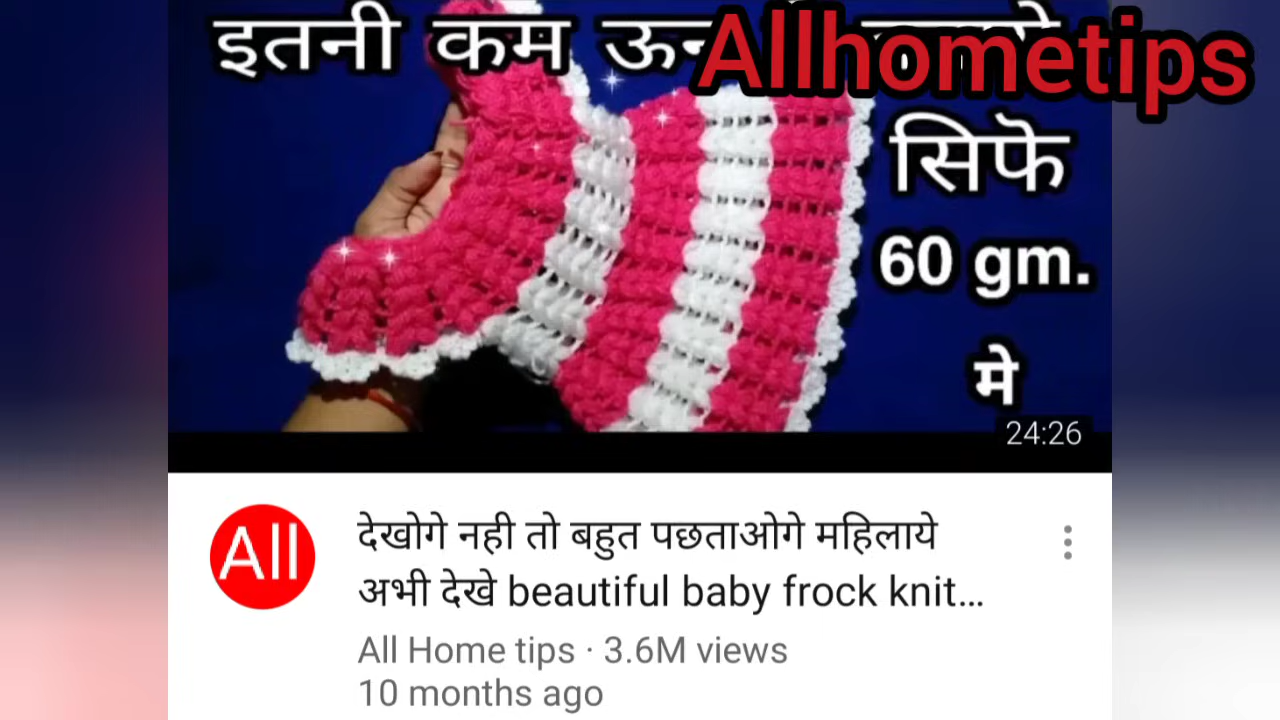 इतनी कम ऊन
Allhometips
सिर्फ
60 gm.
मे
24:26
All
देखोगे नही तो बहुत पछताओगे महिलाये
अभी देखे beautiful baby frock knit...
All Home tips · 3.6M views
10 months ago